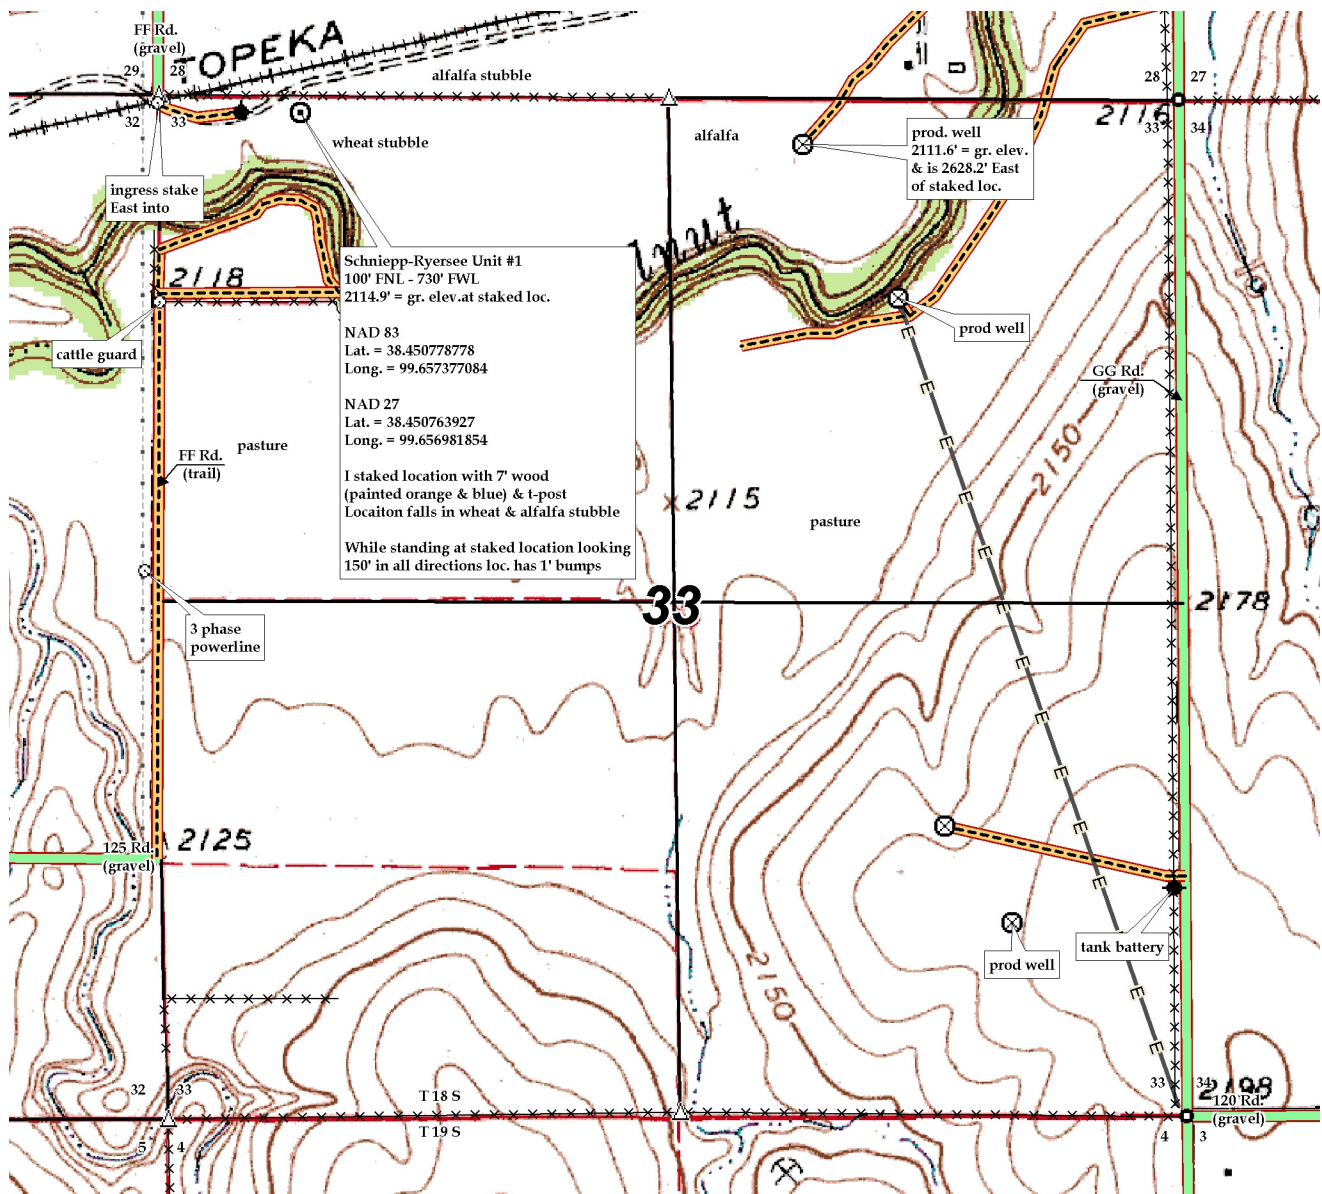 FF Rd.
(gravel)
TOPEKA
29
28
32
33
alfalfa stubble
wheat stubble
alfalfa
28
27
2116
33
34
prod. well
2111.6' = gr. elev.
& is 2628.2' East
of staked loc.
ingress stake
East into
lnut
2118
Schniepp-Ryersee Unit #1
100' FNL - 730' FWL
2114.9' = gr. elev.at staked loc.
NAD 83
Lat. = 38.450778778
Long. = 99.657377084
NAD 27
Lat. = 38.450763927
Long. = 99.656981854
I staked location with 7' wood
(painted orange & blue) & t-post
Locaiton falls in wheat & alfalfa stubble
While standing at staked location looking
150' in all directions loc. has 1' bumps
cattle guard
prod well
GG Rd.
(gravel)
2150
pasture
FF Rd.
(trail)
2115
pasture
E
E
E
E
E
E
E
E
E
E
E
E
E
33
2178
3 phase
powerline
2125
125 Rd.
(gravel)
2150
tank battery
prod well
32
33
T 18 S
T 19 S
5
4
33
34
2198
120 Rd.
(gravel)
4
3